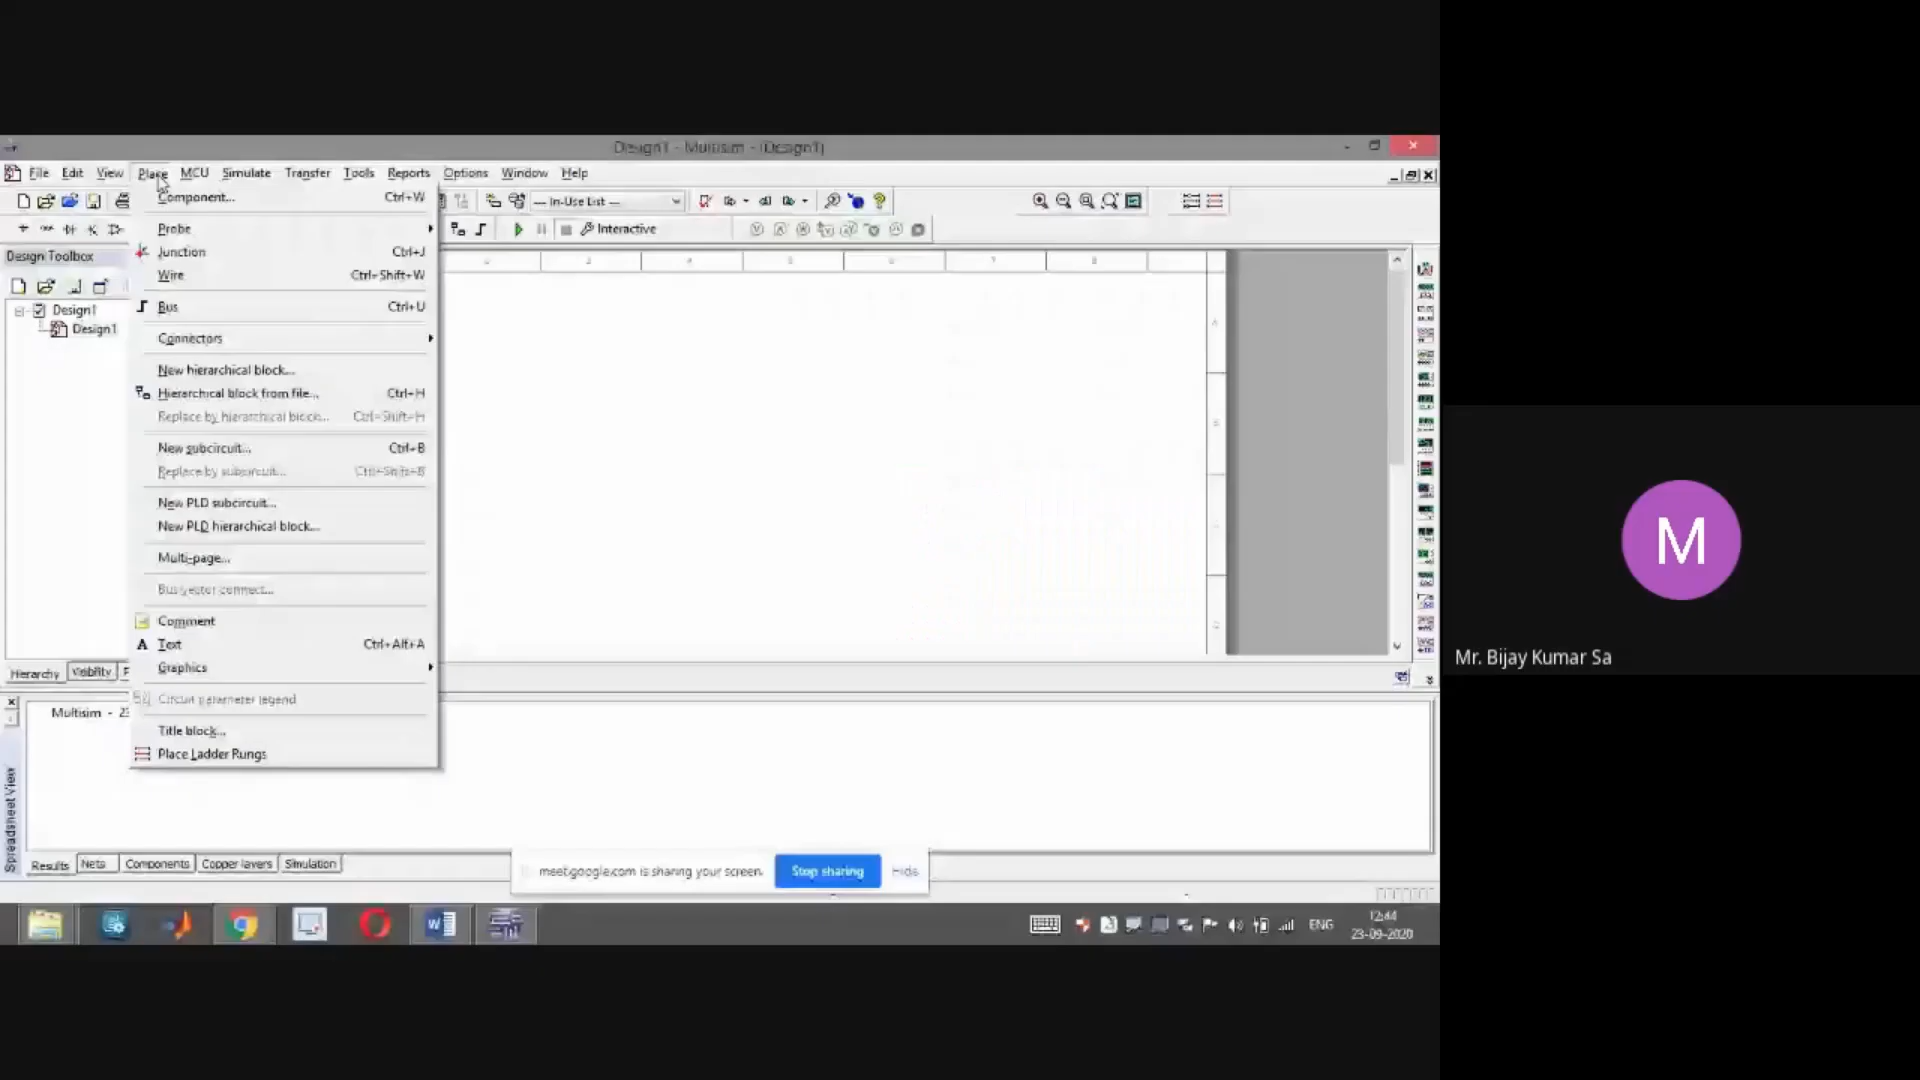 Design1 - Multisim - [Design1]
File Edit View Place MCU Simulate Transfer Tools Reports Options Window Help
Component... Ctrl+W
--- In-Use List ---
Probe
Interactive
Junction Ctrl+J
Design Toolbox
Wire Ctrl+Shift+W
Bus Ctrl+U
Design1
Design1
Connectors
New hierarchical block...
Hierarchical block from file... Ctrl+H
Replace by hierarchical block... Ctrl+Shift+H
New subcircuit... Ctrl+B
Replace by subcircuit... Ctrl+Shift+B
New PLD subcircuit...
New PLD hierarchical block...
Multi-page...
Bus vector connect...
Comment
Text Ctrl+Alt+A
Graphics
Hierarchy Visibility
Circuit parameter legend
Multisim - 23
Title block...
Place Ladder Rungs
Spreadsheet View
Results Nets Components Copper layers Simulation
meet.google.com is sharing your screen. Stop sharing Hide
ENG
12:44
23-09-2020
M
Mr. Bijay Kumar Sa